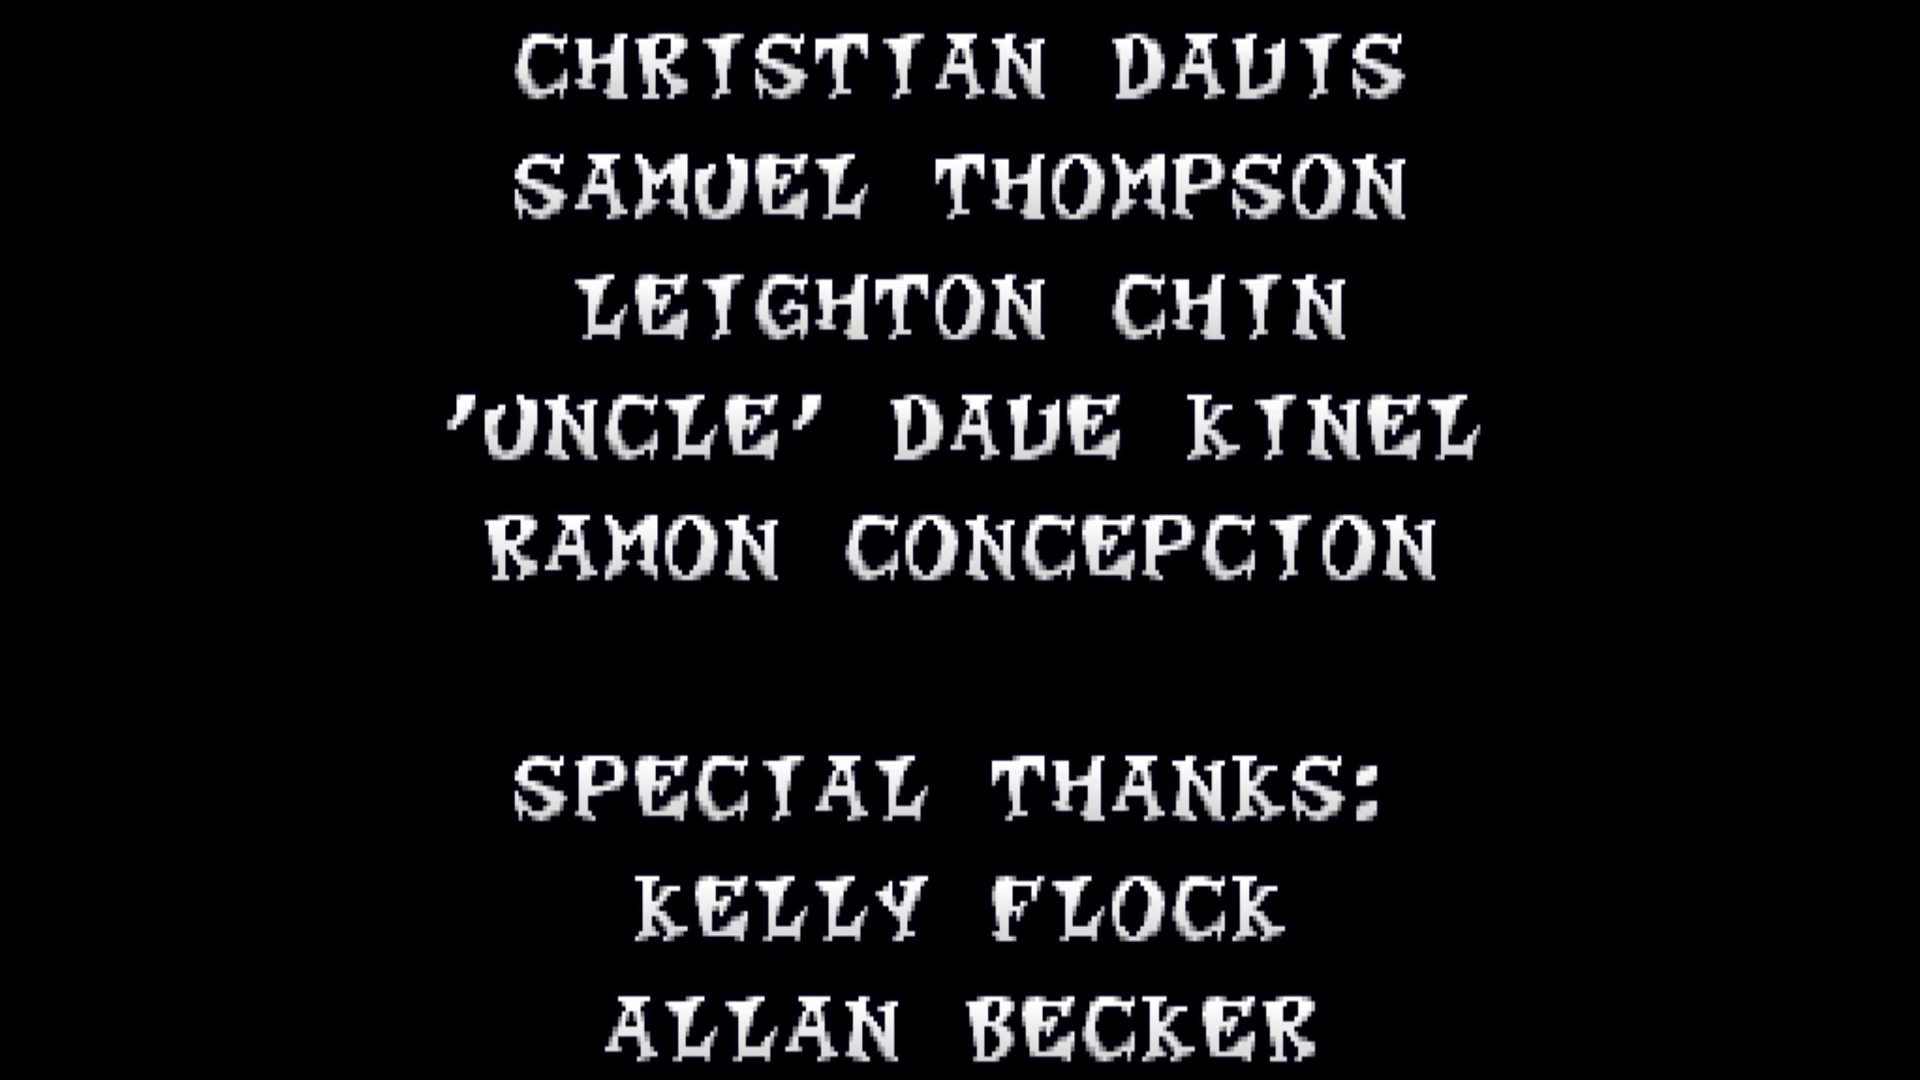 CHRISTIAN DAVIS
SAMUEL THOMPSON
LEIGHTON CHIN
'UNCLE' DAVE KINEL
RAMON CONCEPCION
SPECIAL THANKS:
KELLY FLOCK
ALLAN BECKER